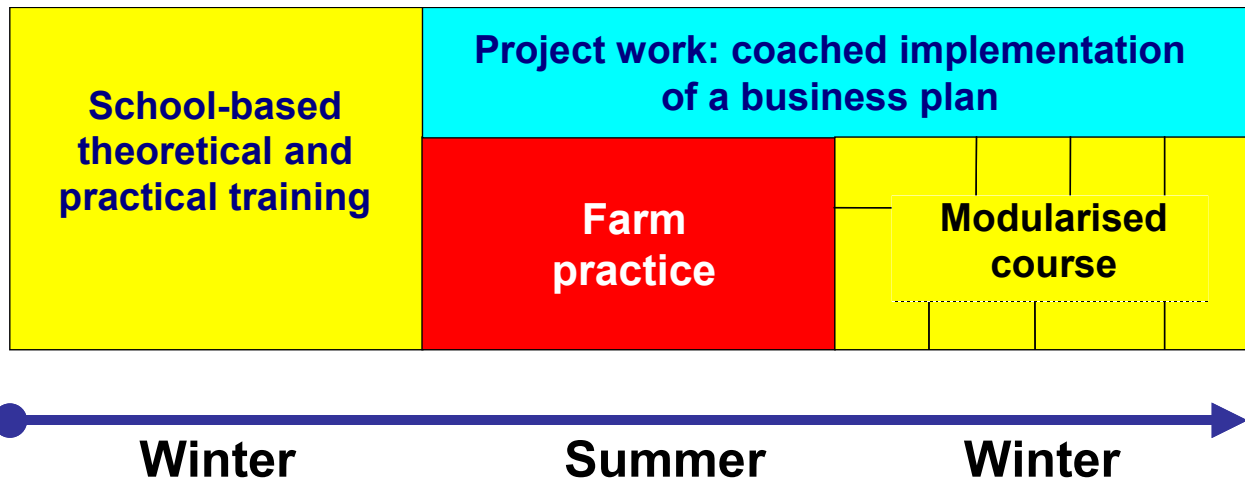 School-based
theoretical and
practical training
Project work: coached implementation
of a business plan
Farm
practice
Modularised
course
Winter
Summer
Winter